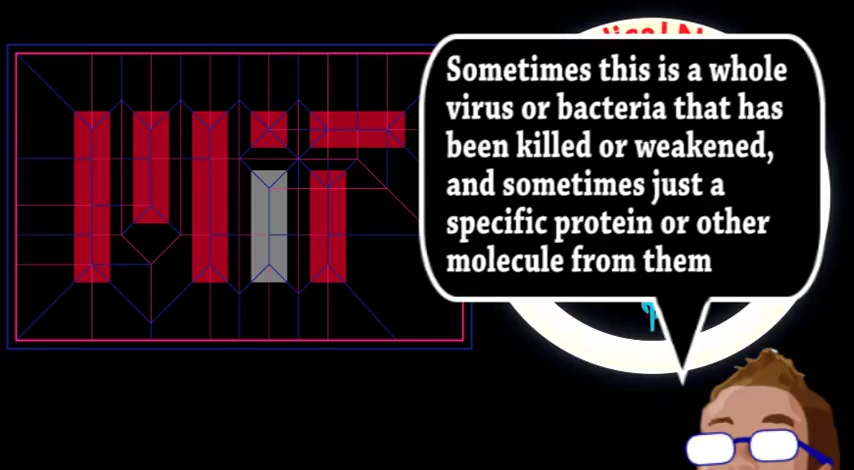 MIT
Sometimes this is a whole
virus or bacteria that has
been killed or weakened,
and sometimes just a
specific protein or other
molecule from them